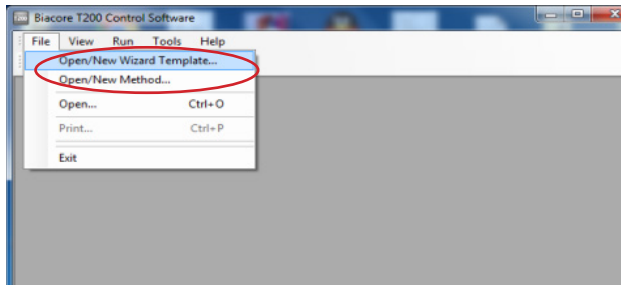 Biacore T200 Control Software
File View Run Tools Help
Open/New Wizard Template...
Open/New Method...
Open... Ctrl+O
Print... Ctrl+P
Exit